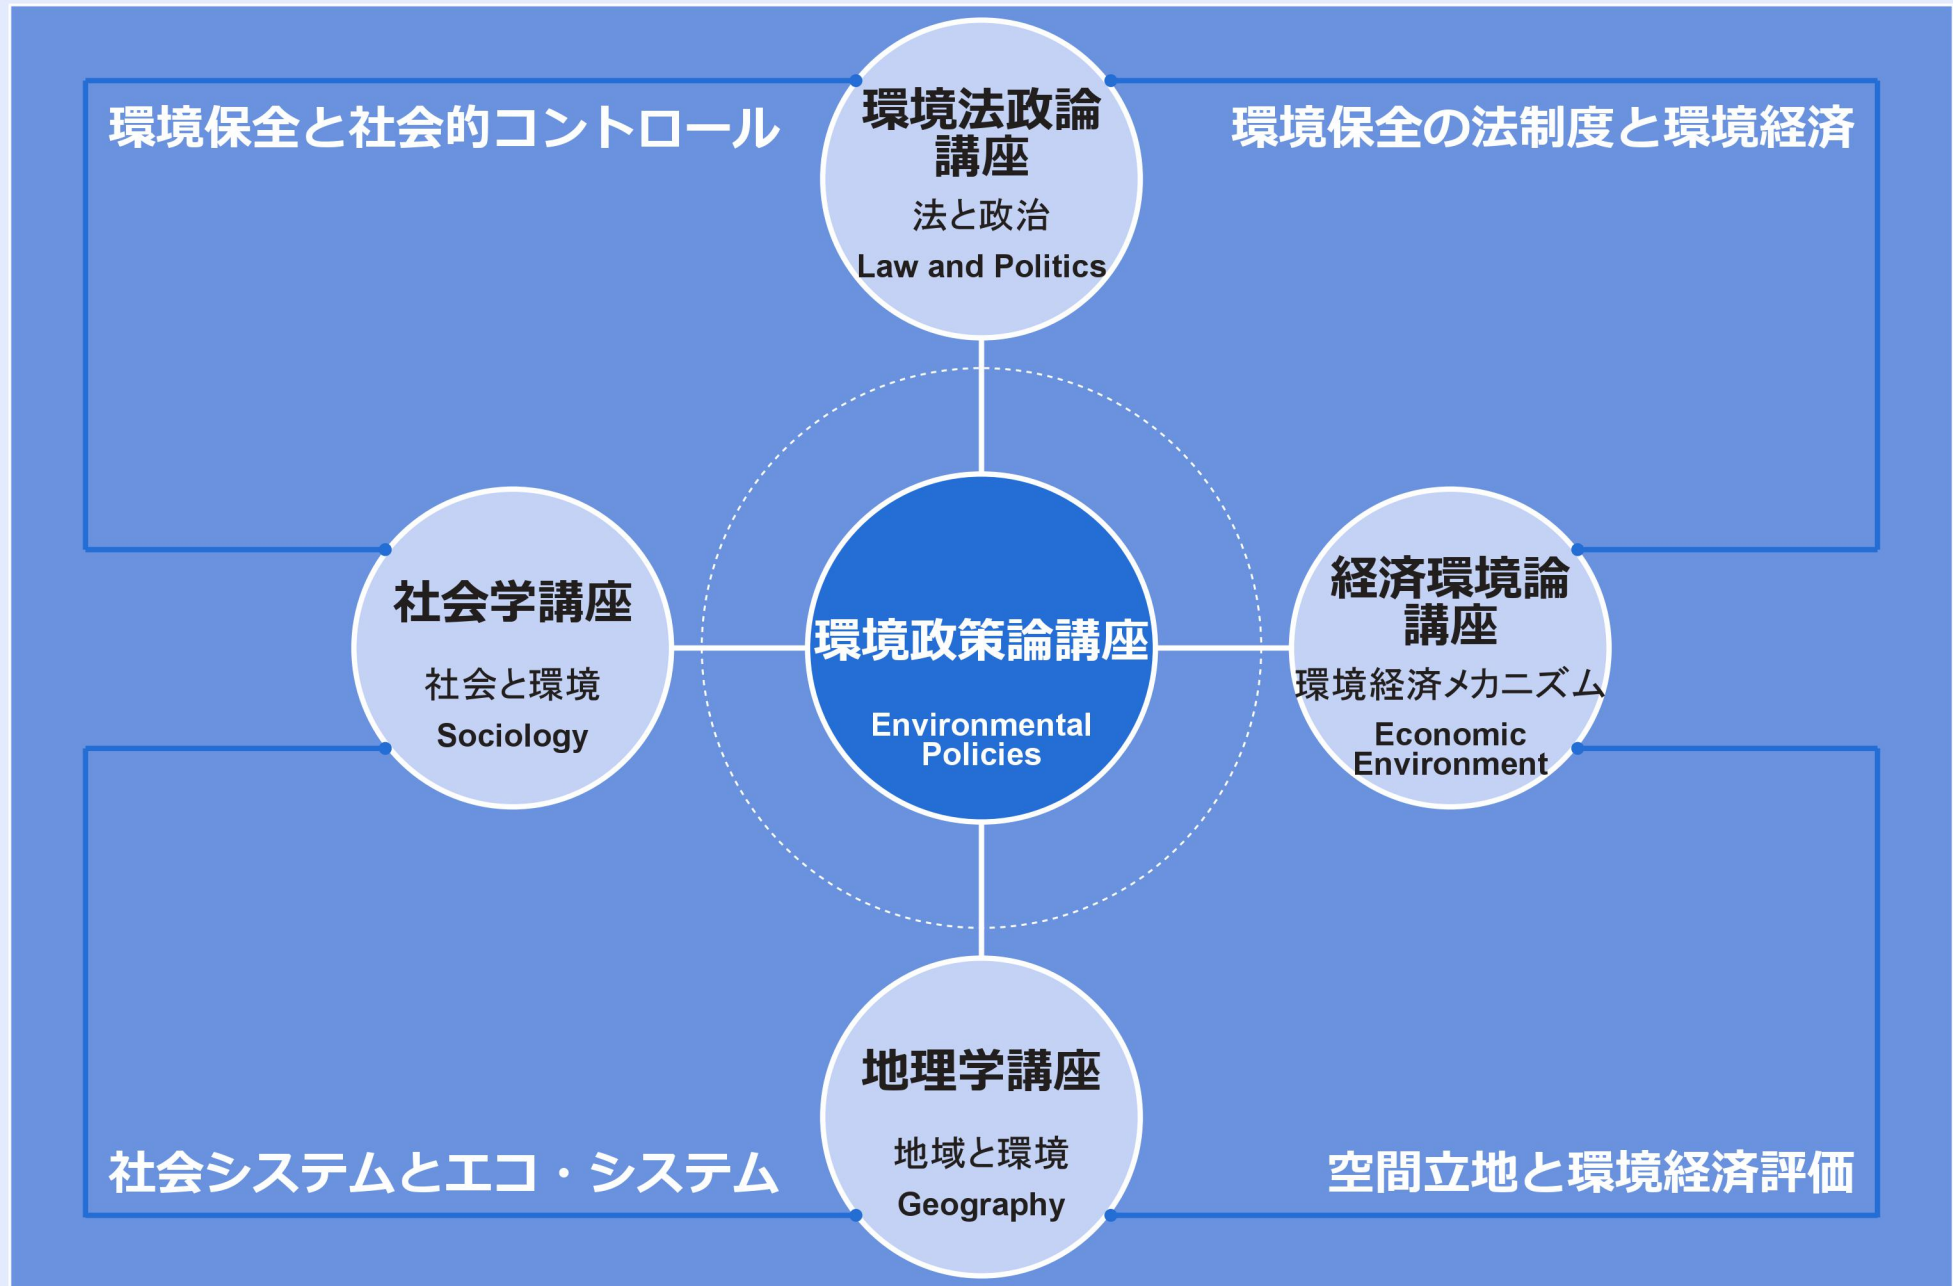 環境保全と社会的コントロール
環境法政論
講座
法と政治
Law and Politics
環境保全の法制度と環境経済
社会学講座
社会と環境
Sociology
環境政策論講座
Environmental
Policies
経済環境論
講座
環境経済メカニズム
Economic
Environment
社会システムとエコ・システム
地理学講座
地域と環境
Geography
空間立地と環境経済評価